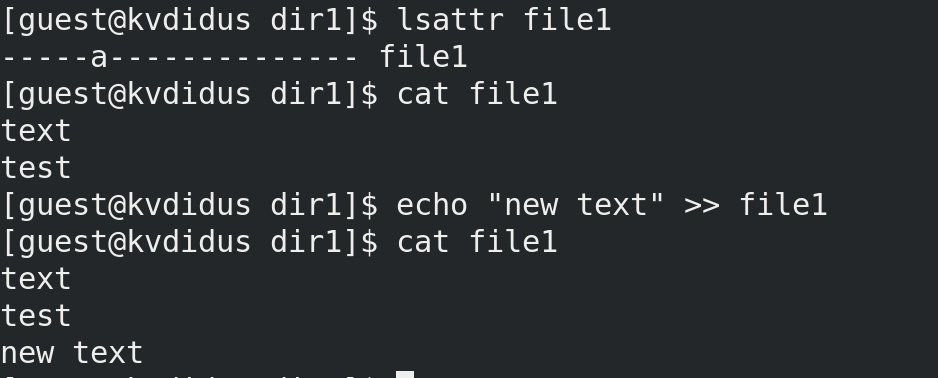 [guest@kvdidus dir1]$ lsattr file1
-----a-------------- file1
[guest@kvdidus dir1]$ cat file1
text
test
[guest@kvdidus dir1]$ echo "new text" >> file1
[guest@kvdidus dir1]$ cat file1
text
test
new text